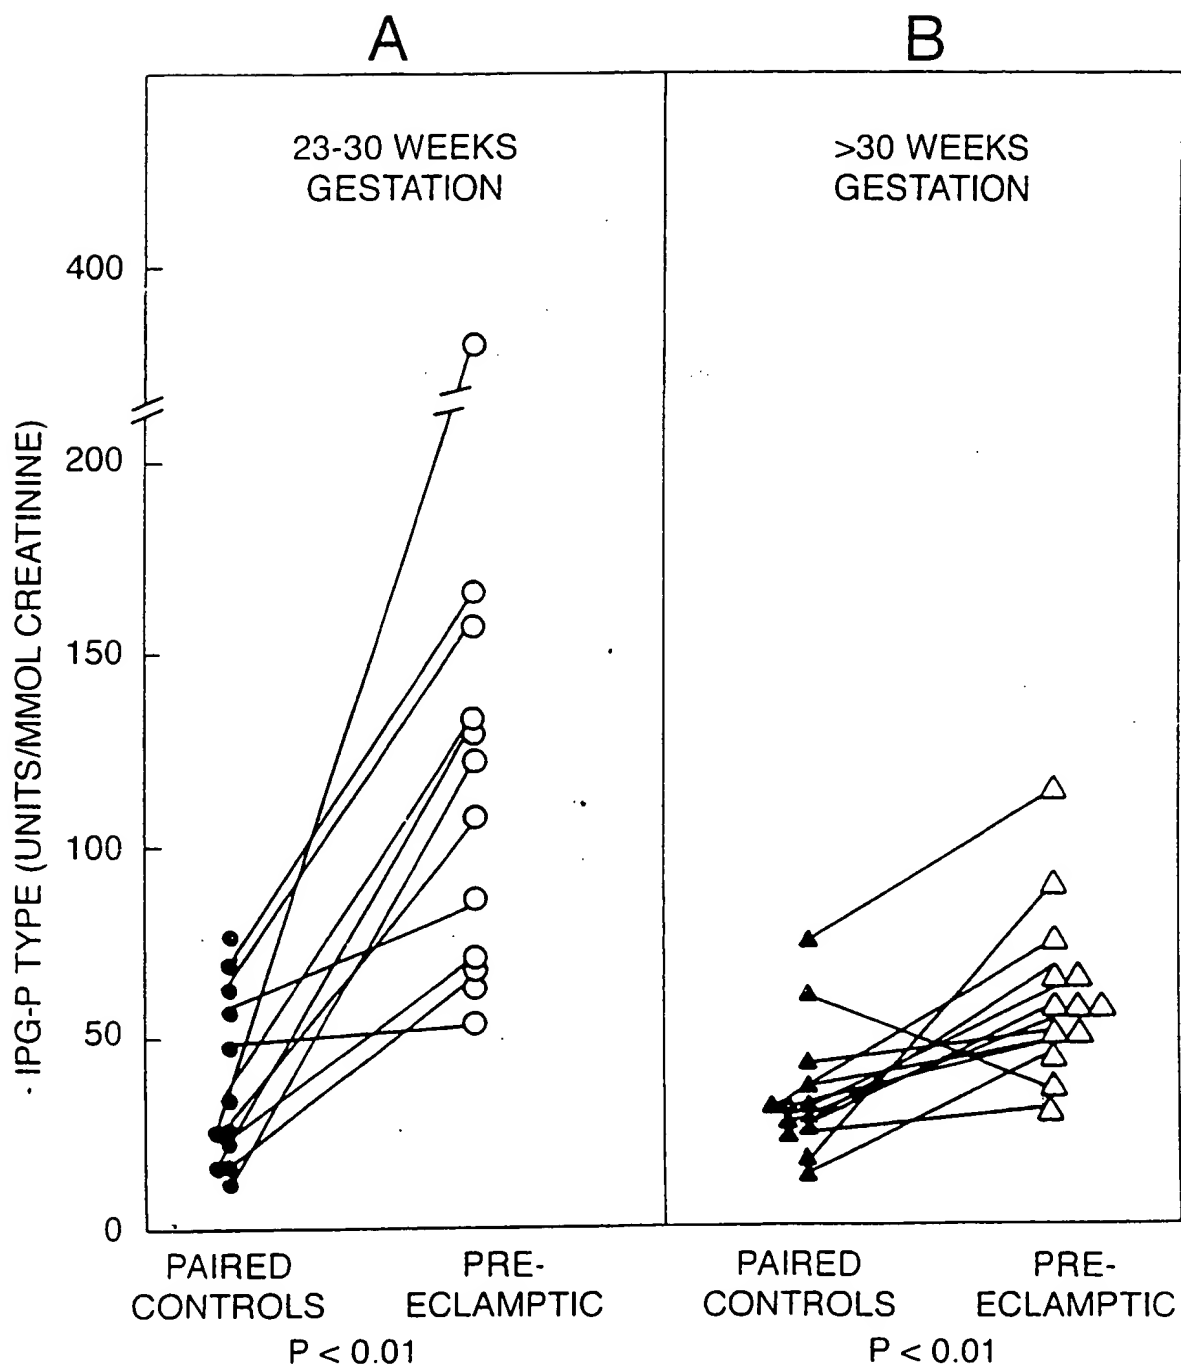 A
B
23-30 WEEKS
GESTATION
>30 WEEKS
GESTATION
400
200
150
100
50
0
IPG-P TYPE (UNITS/MMOL CREATININE)
PAIRED
CONTROLS
PRE-
ECLAMPTIC
P < 0.01
PAIRED
CONTROLS
PRE-
ECLAMPTIC
P < 0.01